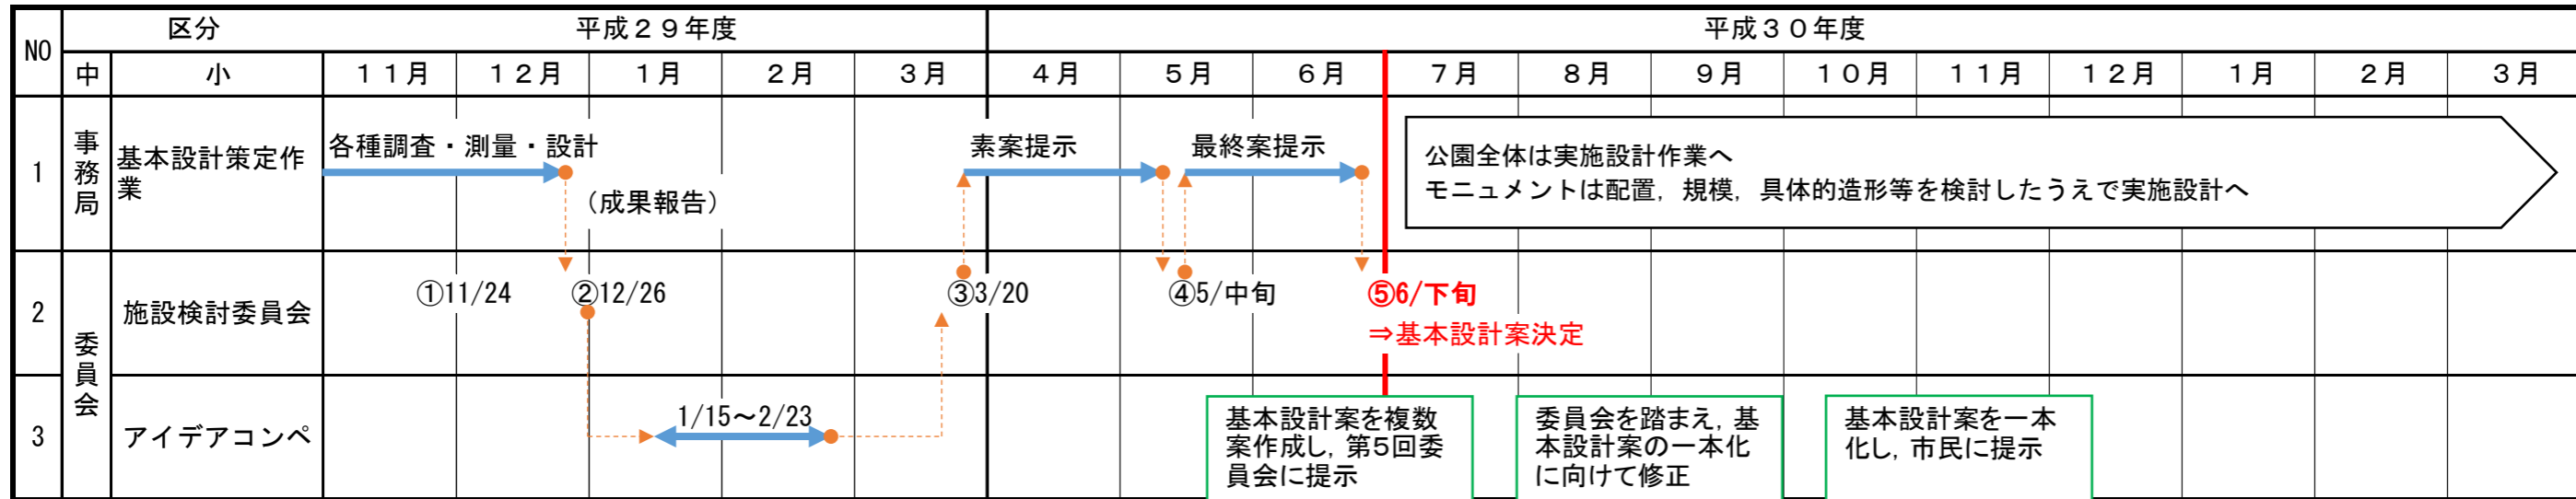 NO
区分
平成２９年度
平成３０年度
中
小
１１月
１２月
１月
２月
３月
４月
５月
６月
７月
８月
９月
１０月
１１月
１２月
１月
２月
３月
1
事務局
基本設計策定作
業
各種調査・測量・設計
（成果報告）
素案提示
最終案提示
公園全体は実施設計作業へ
モニュメントは配置，規模，具体的造形等を検討したうえで実施設計へ
2
委員会
施設検討委員会
①11/24
②12/26
③3/20
④5/中旬
⑤6/下旬
⇒基本設計案決定
3
アイデアコンペ
1/15～2/23
基本設計案を複数
案作成し，第５回委
員会に提示
委員会を踏まえ，基
本設計案の一本化
に向けて修正
基本設計案を一本
化し，市民に提示